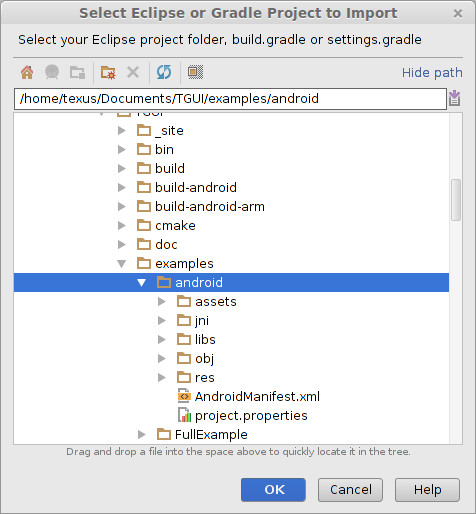 Select Eclipse or Gradle Project to Import
Select your Eclipse project folder, build.gradle or settings.gradle
Hide path
/home/texus/Documents/TGUI/examples/android
TGUI
_site
bin
build
build-android
build-android-arm
cmake
doc
examples
android
assets
jni
libs
obj
res
AndroidManifest.xml
project.properties
FullExample
Drag and drop a file into the space above to quickly locate it in the tree.
OK
Cancel
Help